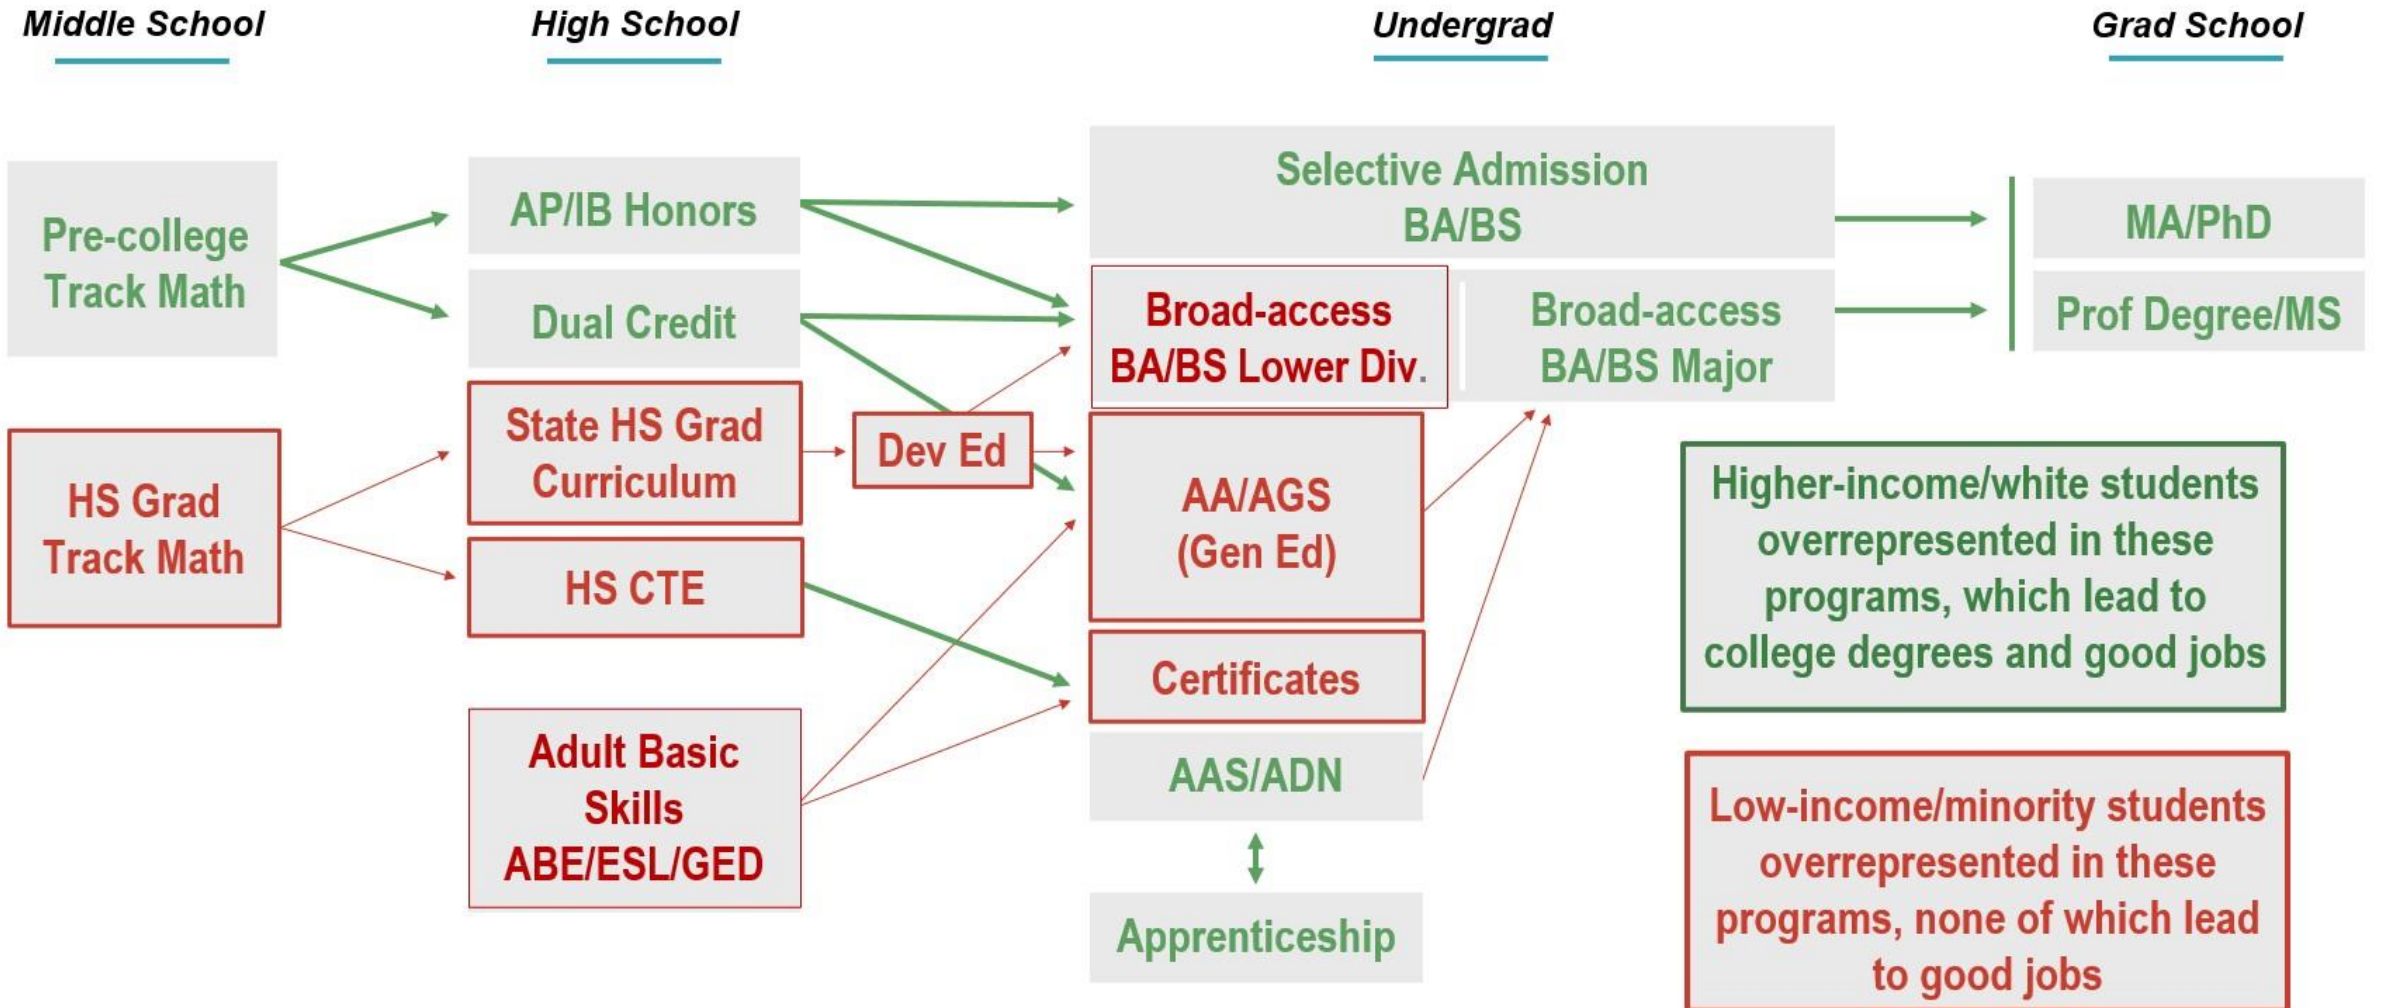 Middle School
High School
Undergrad
Grad School
Pre-college
Track Math
HS Grad
Track Math
AP/IB Honors
Dual Credit
State HS Grad
Curriculum
HS CTE
Adult Basic
Skills
ABE/ESL/GED
Dev Ed
Selective Admission
BA/BS
Broad-access
BA/BS Lower Div.
Broad-access
BA/BS Major
AA/AGS
(Gen Ed)
Certificates
AAS/ADN
Apprenticeship
MA/PhD
Prof Degree/MS
Higher-income/white students
overrepresented in these
programs, which lead to
college degrees and good jobs
Low-income/minority students
overrepresented in these
programs, none of which lead
to good jobs